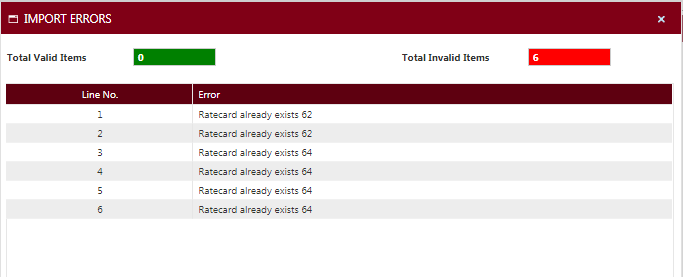 IMPORT ERRORS ×
Total Valid Items 0 Total Invalid Items 6
Line No. Error
1 Ratecard already exists 62
2 Ratecard already exists 62
3 Ratecard already exists 64
4 Ratecard already exists 64
5 Ratecard already exists 64
6 Ratecard already exists 64